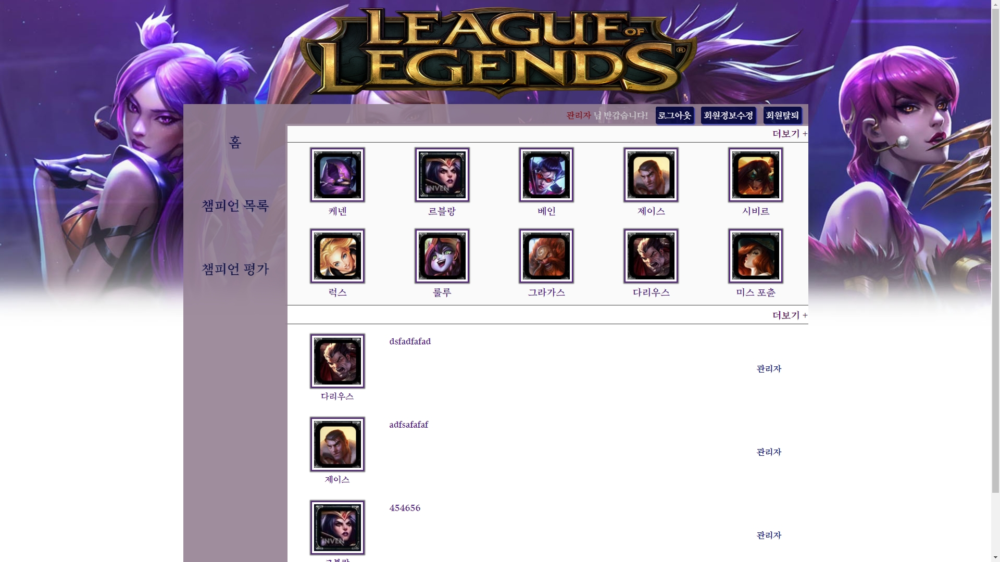 LEAGUE OF
LEGENDS®
관리자 님 반갑습니다! 로그아웃 회원정보수정 회원탈퇴
홈
챔피언 목록
챔피언 평가
더보기 +
INVEN
케넨 르블랑 베인 제이스 시비르
럭스 룰루 그라가스 다리우스 미스 포츈
더보기 +
dsfadfafad
관리자
다리우스
adfsafafaf
관리자
제이스
454656
관리자
INVEN